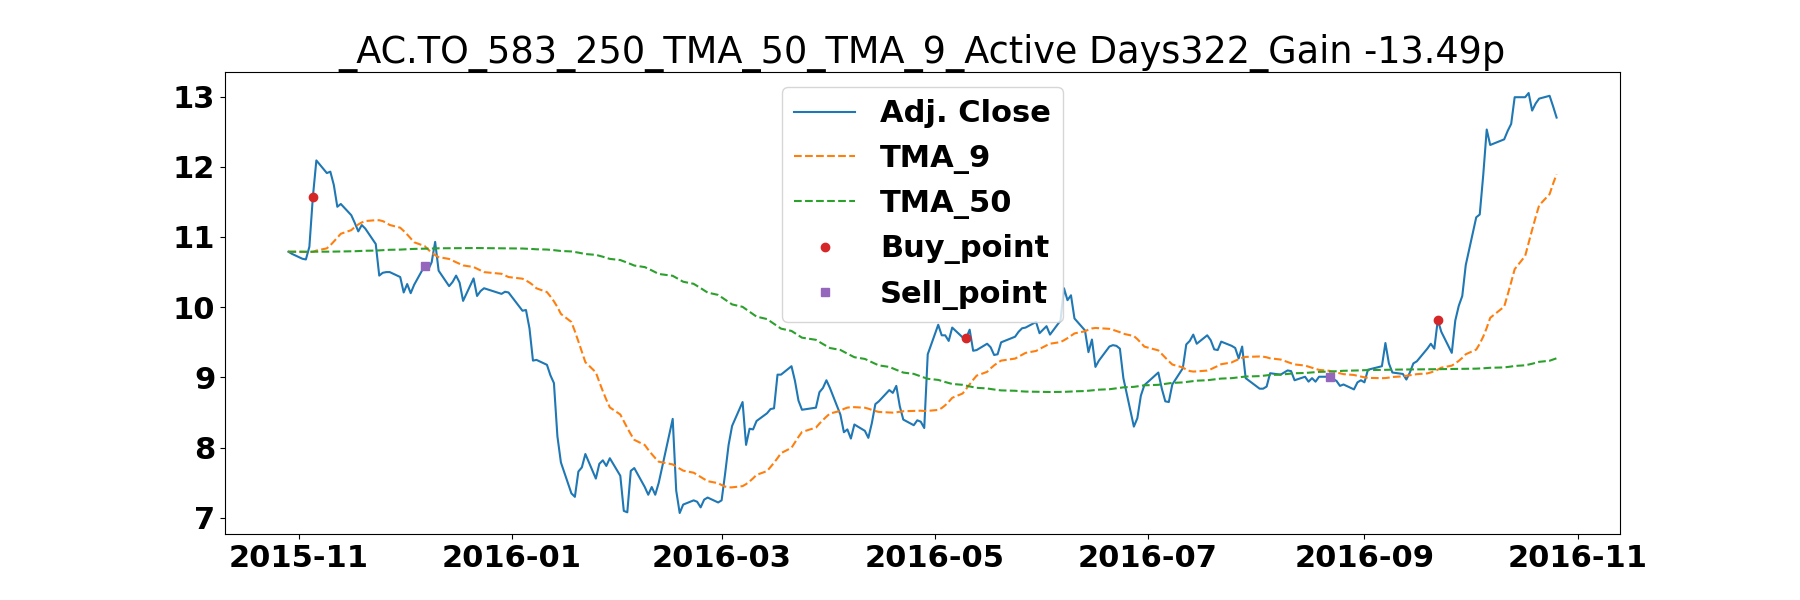 _AC.TO_583_250_TMA_50_TMA_9_Active Days322_Gain -13.49p
13
12
11
10
9
8
7
Adj. Close
TMA_9
TMA_50
Buy_point
Sell_point
2015-11 2016-01 2016-03 2016-05 2016-07 2016-09 2016-11